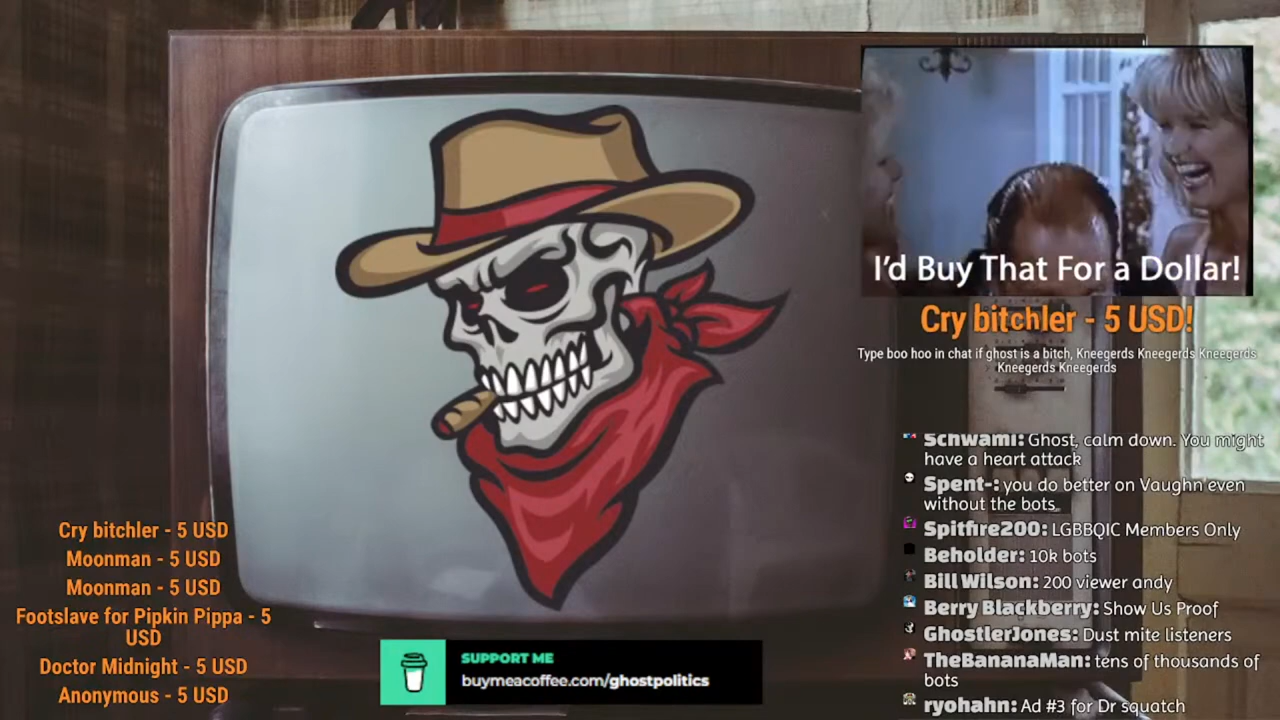 I'd Buy That For a Dollar!
Cry bitchler - 5 USD!
Type boo hoo in chat if ghost is a bitch, Kneegerds Kneegerds Kneegerds
Kneegerds Kneegerds
Schwami: Ghost, calm down. You might
have a heart attack
Spent-: you do better on Vaughn even
without the bots
Spitfire200: LGBBQIC Members Only
Beholder: 10k bots
Bill Wilson: 200 viewer andy
Berry Blackberry: Show Us Proof
GhostlerJones: Dust mite listeners
TheBananaMan: tens of thousands of
bots
ryohahn: Ad #3 for Dr squatch
Cry bitchler - 5 USD
Moonman - 5 USD
Moonman - 5 USD
Footslave for Pipkin Pippa - 5
USD
Doctor Midnight - 5 USD
Anonymous - 5 USD
SUPPORT ME
buymeacoffee.com/ghostpolitics